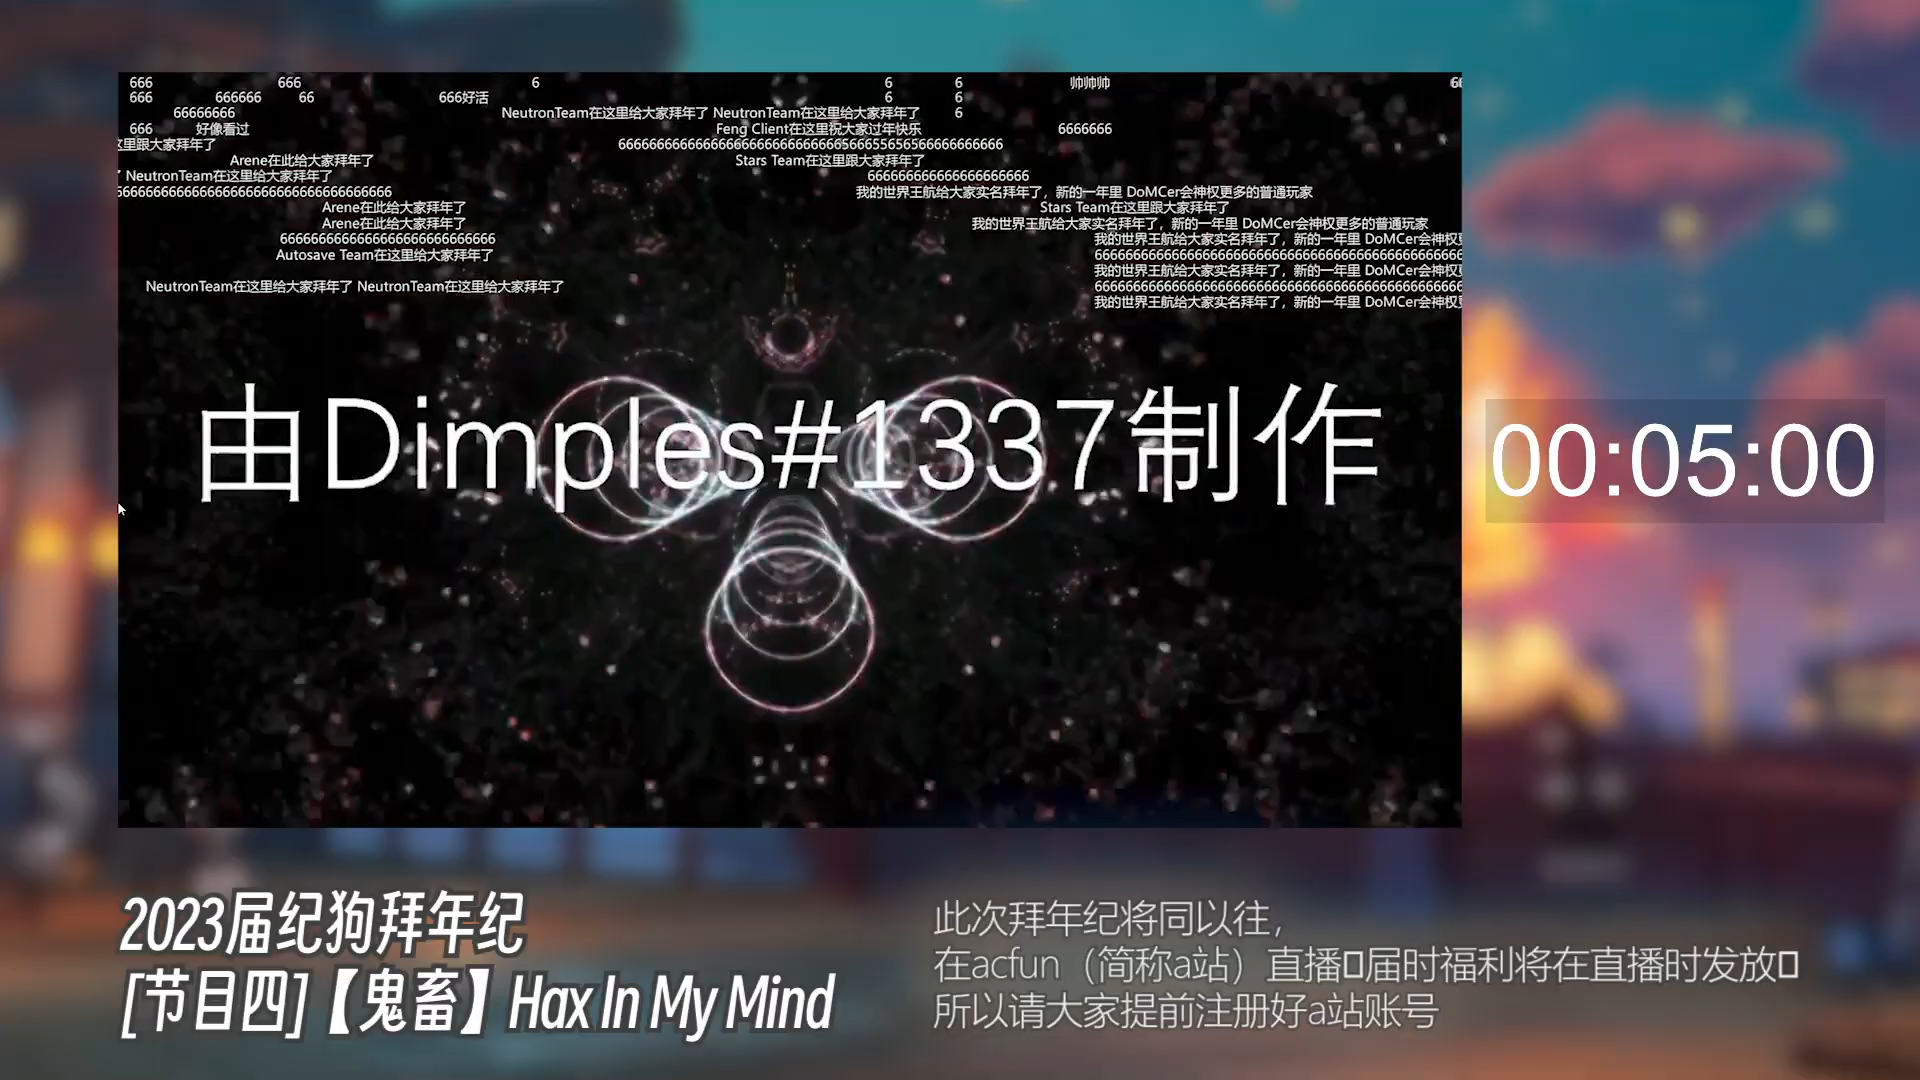 666 666 6 6 6 帅帅帅
666 666666 66 666好活 6 6
66666666 NeutronTeam在这里给大家拜年了 NeutronTeam在这里给大家拜年了 6
666 好像看过 Feng Client在这里祝大家过年快乐 6666666
这里跟大家拜年了
Arene在此给大家拜年了 Stars Team在这里跟大家拜年了
NeutronTeam在这里给大家拜年了 666666666666666666666
我的世界王航给大家实名拜年了，新的一年里 DoMCer会神权更多的普通玩家
Arene在此给大家拜年了 Stars Team在这里跟大家拜年了
Arene在此给大家拜年了 我的世界王航给大家实名拜年了，新的一年里 DoMCer会神权更多的普通玩家
6666666666666666666666666666 我的世界王航给大家实名拜年了，新的一年里 DoMCer会神权
Autosave Team在这里给大家拜年了
我的世界王航给大家实名拜年了，新的一年里 DoMCer会神权
NeutronTeam在这里给大家拜年了 NeutronTeam在这里给大家拜年了
我的世界王航给大家实名拜年了，新的一年里 DoMCer会神权
由Dimples#1337制作
00:05:00
2023届纪狗拜年纪
[节目四]【鬼畜】Hax In My Mind
此次拜年纪将同以往，
在acfun（简称a站）直播 届时福利将在直播时发放
所以请大家提前注册好a站账号